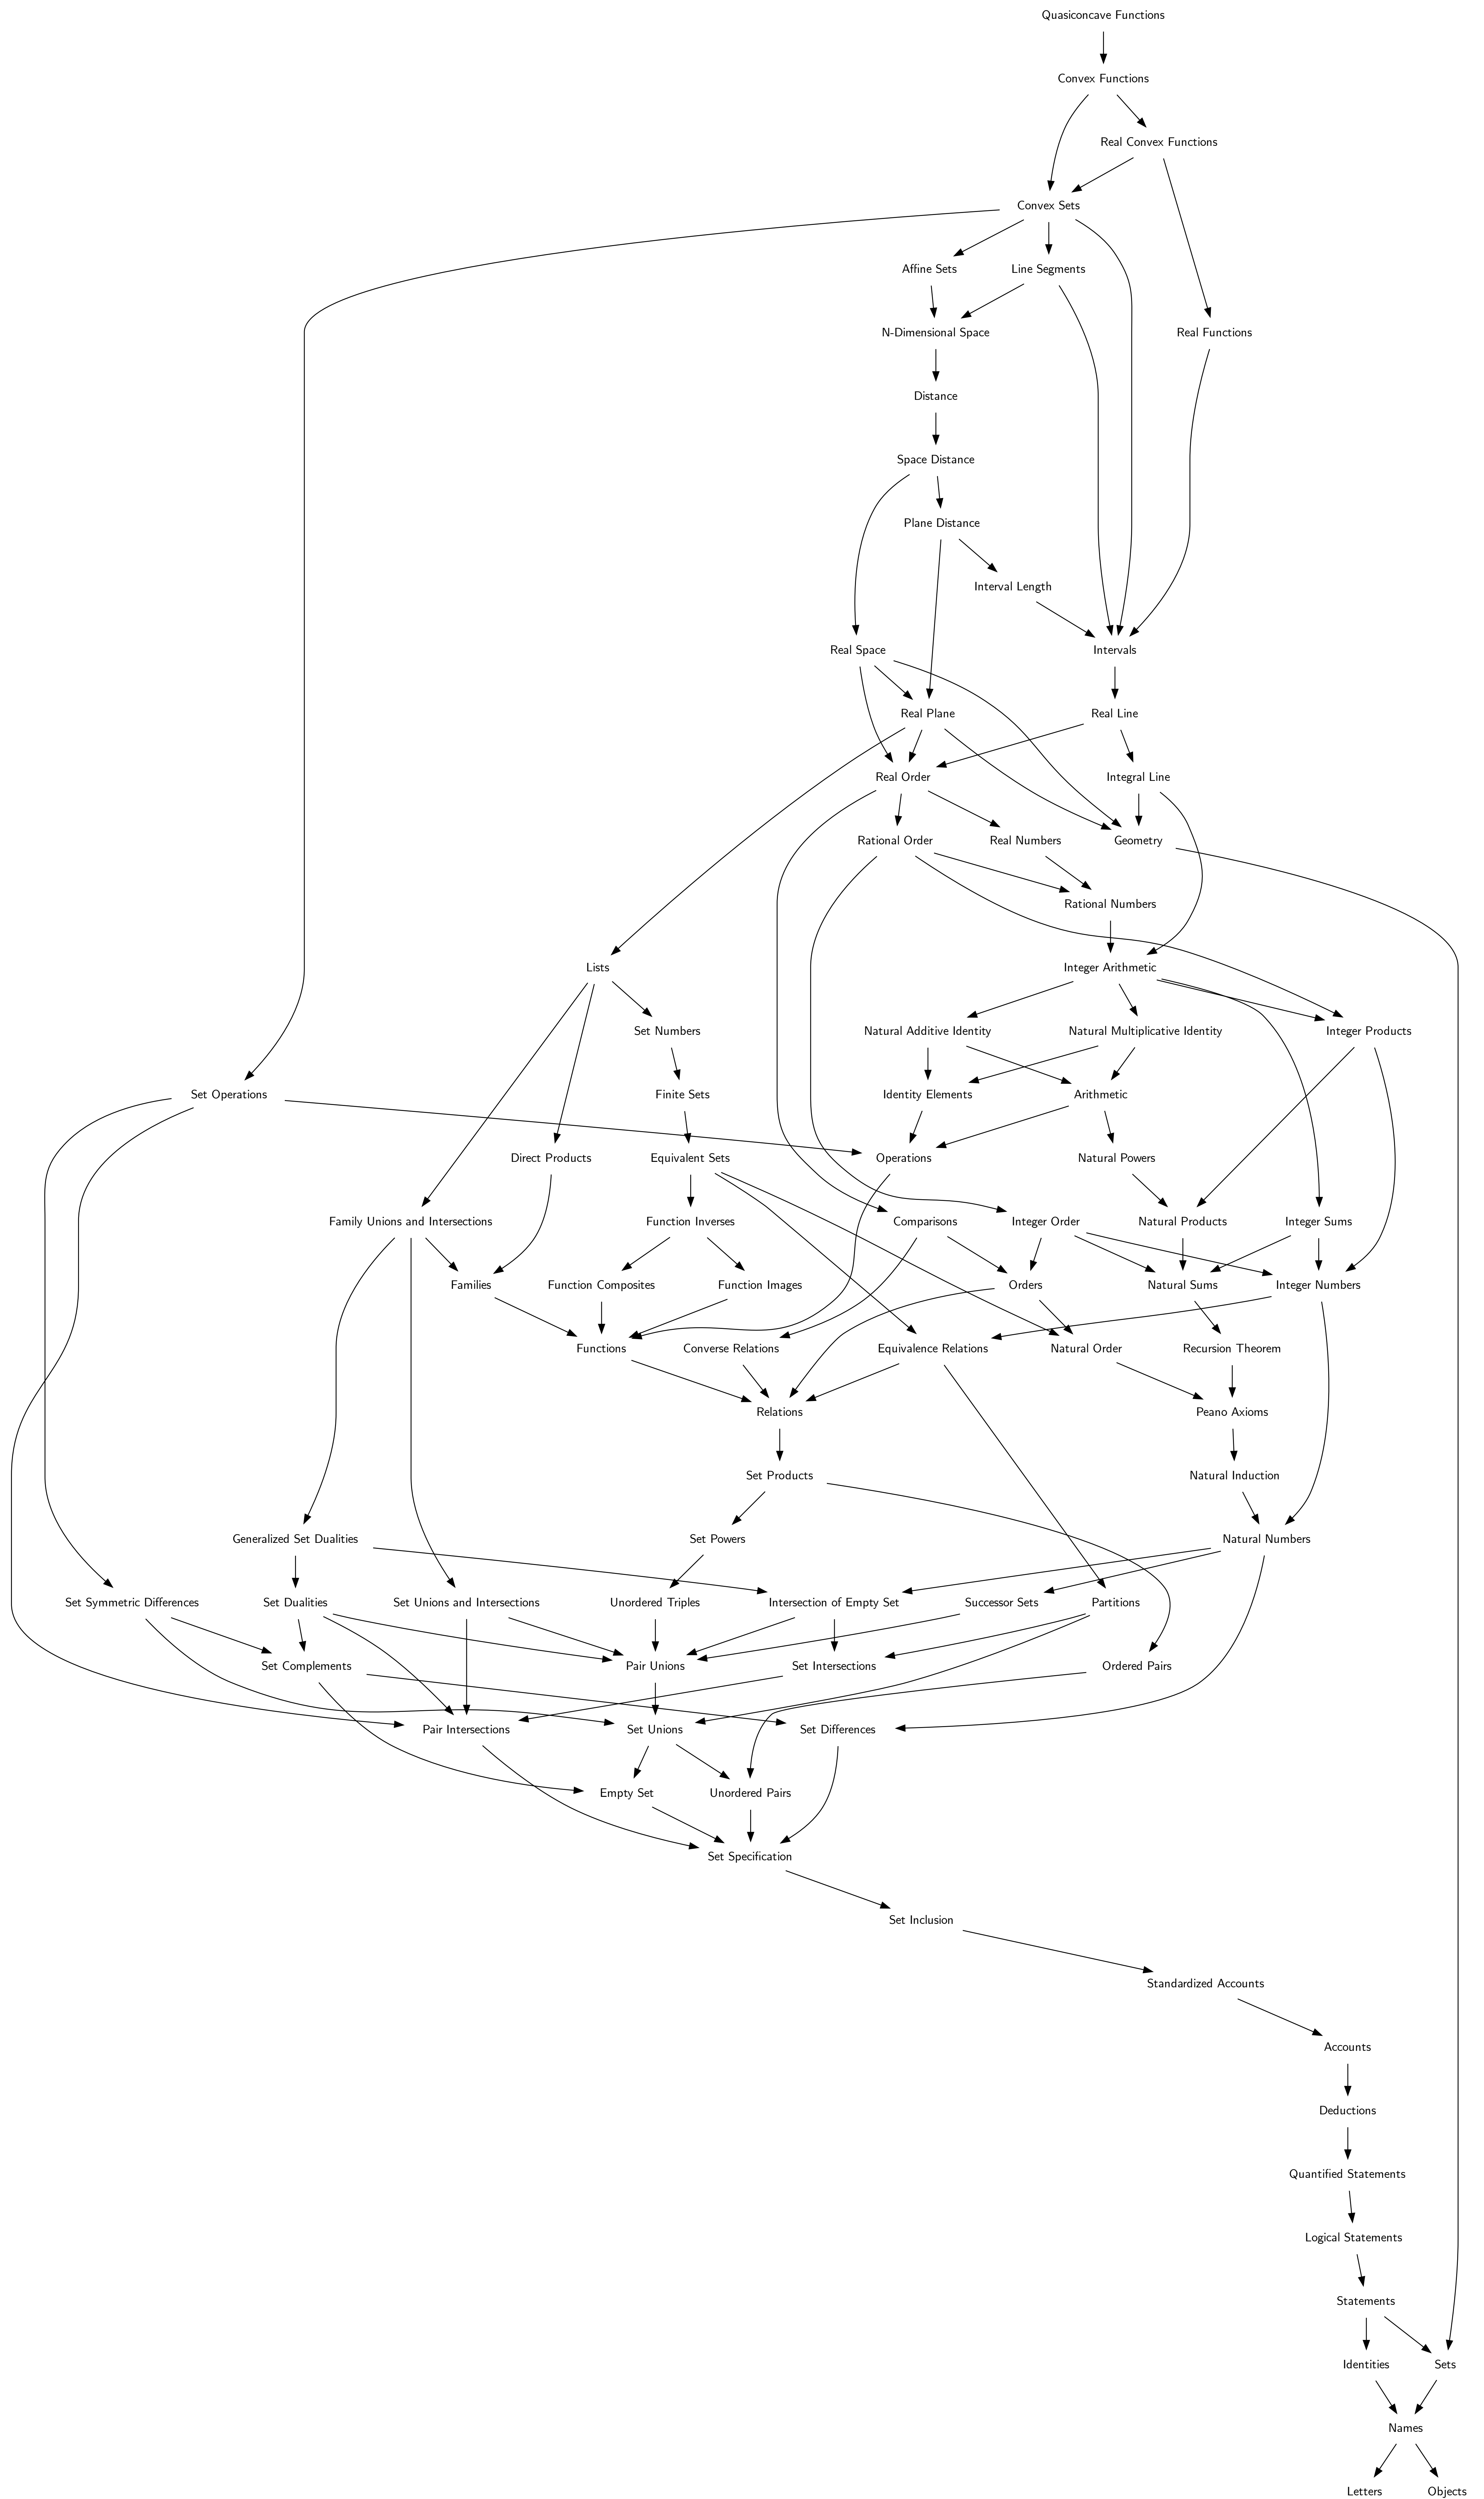 Quasiconcave Functions
Convex Functions
Real Convex Functions
Convex Sets
Affine Sets
Line Segments
N-Dimensional Space
Real Functions
Distance
Space Distance
Plane Distance
Interval Length
Real Space
Intervals
Real Plane
Real Line
Real Order
Integral Line
Rational Order
Real Numbers
Geometry
Rational Numbers
Lists
Integer Arithmetic
Set Numbers
Natural Additive Identity
Natural Multiplicative Identity
Integer Products
Set Operations
Finite Sets
Identity Elements
Arithmetic
Direct Products
Equivalent Sets
Operations
Natural Powers
Family Unions and Intersections
Function Inverses
Comparisons
Integer Order
Natural Products
Integer Sums
Families
Function Composites
Function Images
Orders
Natural Sums
Integer Numbers
Functions
Converse Relations
Equivalence Relations
Natural Order
Recursion Theorem
Relations
Peano Axioms
Set Products
Natural Induction
Generalized Set Dualities
Set Powers
Natural Numbers
Set Symmetric Differences
Set Dualities
Set Unions and Intersections
Unordered Triples
Intersection of Empty Set
Successor Sets
Partitions
Set Complements
Pair Unions
Set Intersections
Ordered Pairs
Pair Intersections
Set Unions
Set Differences
Empty Set
Unordered Pairs
Set Specification
Set Inclusion
Standardized Accounts
Accounts
Deductions
Quantified Statements
Logical Statements
Statements
Identities
Sets
Names
Letters
Objects